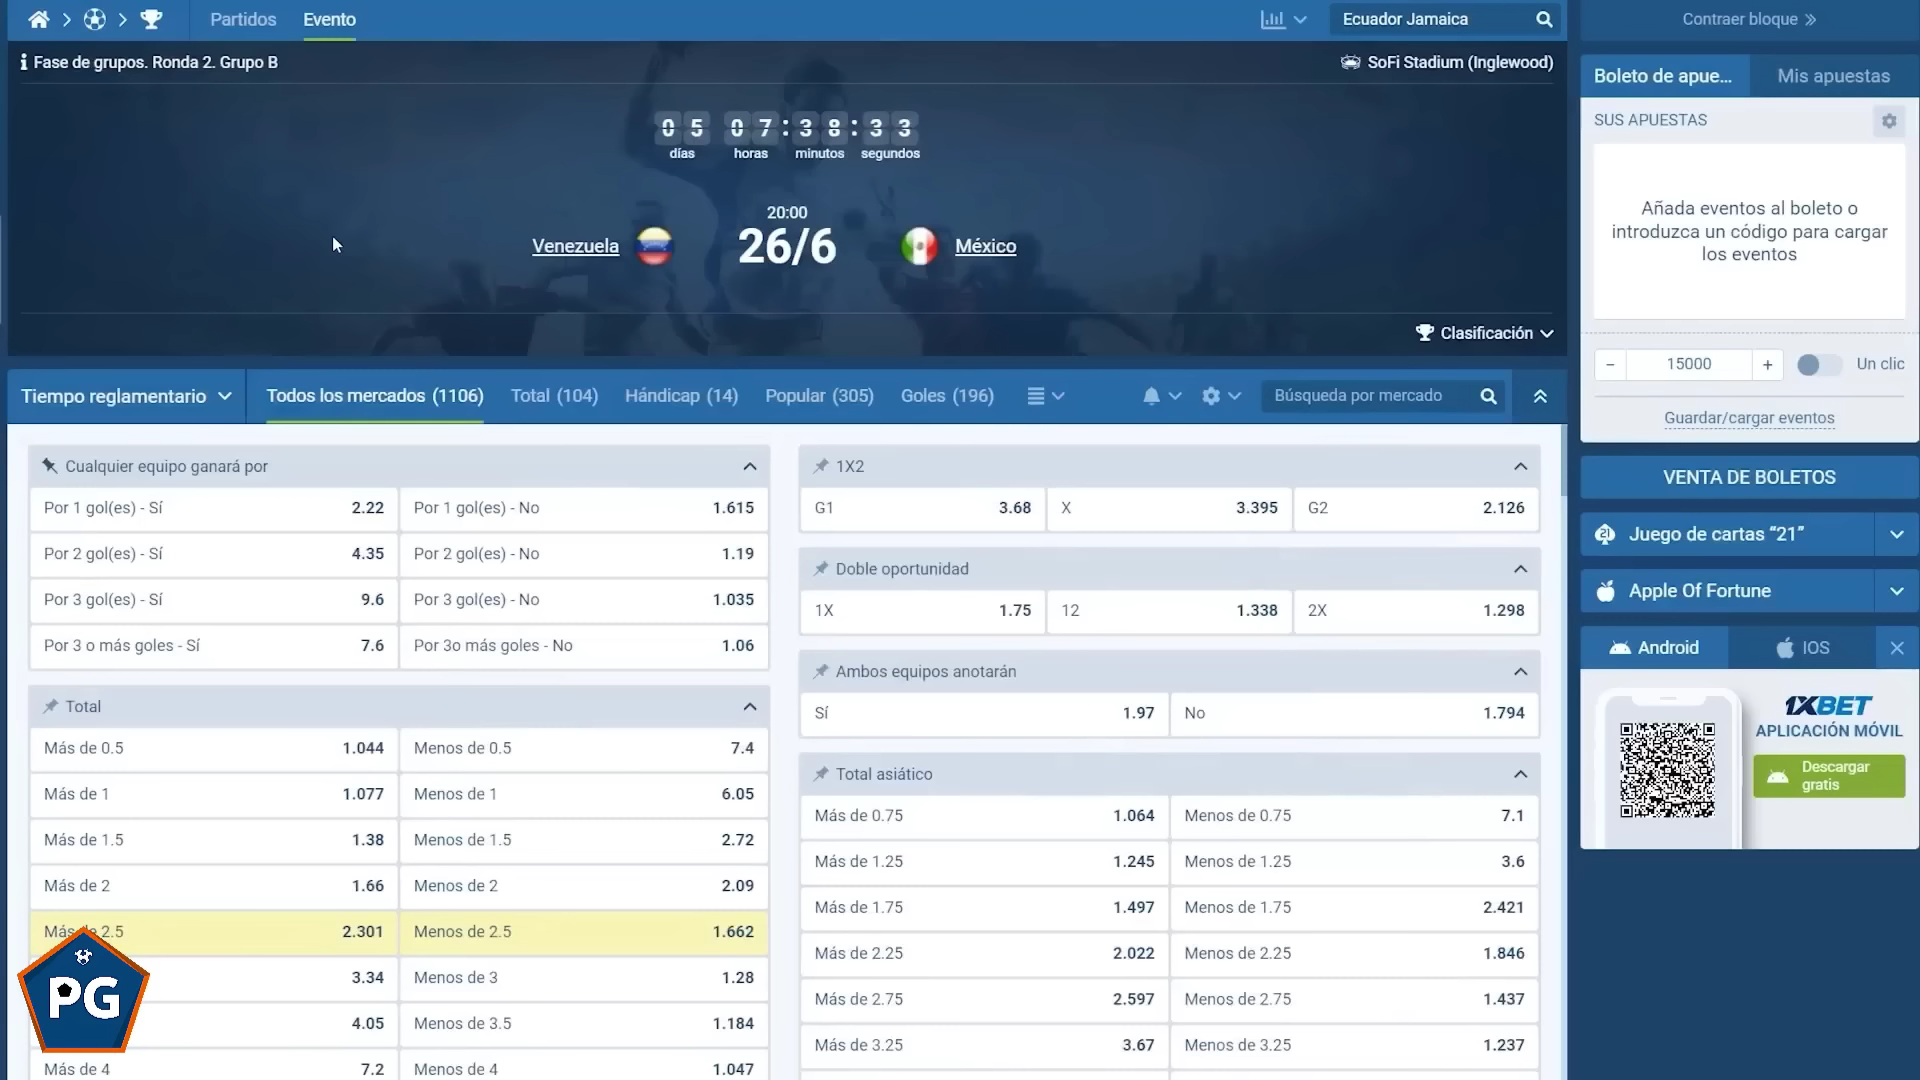 Partidos
Evento
Ecuador Jamaica
Contraer bloque
Fase de grupos. Ronda 2. Grupo B
SoFi Stadium (Inglewood)
Boleto de apue...
Mis apuestas
SUS APUESTAS
05 07:38:33
días horas minutos segundos
Añada eventos al boleto o
introduzca un código para cargar
los eventos
20:00
Venezuela
26/6
México
Clasificación
- 15000 +
Un clic
Guardar/cargar eventos
Tiempo reglamentario
Todos los mercados (1106)
Total (104)
Hándicap (14)
Popular (305)
Goles (196)
Búsqueda por mercado
VENTA DE BOLETOS
21
Juego de cartas “21”
Apple Of Fortune
Android
IOS
1XBET
APLICACIÓN MÓVIL
Descargar
gratis
Cualquier equipo ganará por
Por 1 gol(es) - Sí 2.22 Por 1 gol(es) - No 1.615
Por 2 gol(es) - Sí 4.35 Por 2 gol(es) - No 1.19
Por 3 gol(es) - Sí 9.6 Por 3 gol(es) - No 1.035
Por 3 o más goles - Sí 7.6 Por 3o más goles - No 1.06
Total
Más de 0.5 1.044 Menos de 0.5 7.4
Más de 1 1.077 Menos de 1 6.05
Más de 1.5 1.38 Menos de 1.5 2.72
Más de 2 1.66 Menos de 2 2.09
Más de 2.5 2.301 Menos de 2.5 1.662
3.34 Menos de 3 1.28
4.05 Menos de 3.5 1.184
Más de 4 7.2 Menos de 4 1.047
PG
1X2
G1 3.68 X 3.395 G2 2.126
Doble oportunidad
1X 1.75 12 1.338 2X 1.298
Ambos equipos anotarán
Sí 1.97 No 1.794
Total asiático
Más de 0.75 1.064 Menos de 0.75 7.1
Más de 1.25 1.245 Menos de 1.25 3.6
Más de 1.75 1.497 Menos de 1.75 2.421
Más de 2.25 2.022 Menos de 2.25 1.846
Más de 2.75 2.597 Menos de 2.75 1.437
Más de 3.25 3.67 Menos de 3.25 1.237